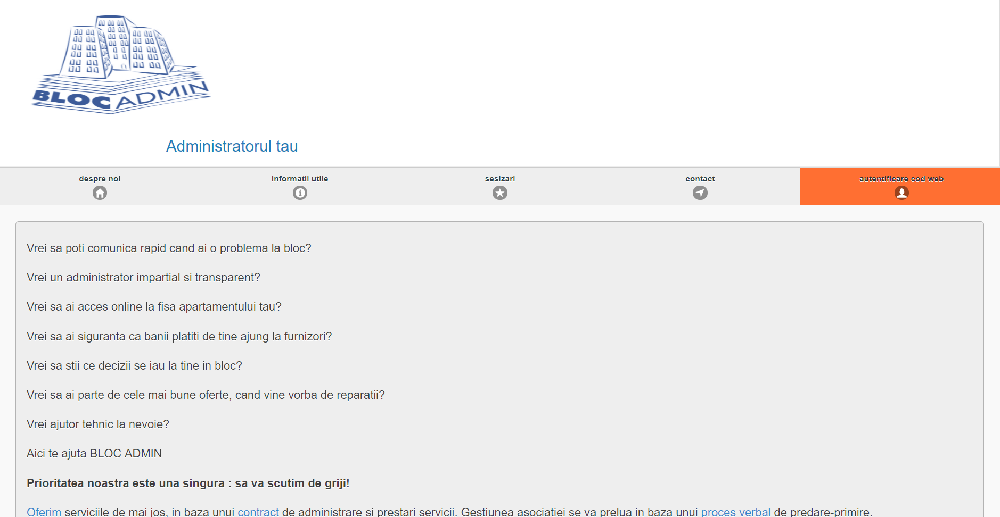 BLOC ADMIN
Administratorul tau
despre noi
informatii utile
sesizari
contact
autentificare cod web
Vrei sa poti comunica rapid cand ai o problema la bloc?
Vrei un administrator impartial si transparent?
Vrei sa ai acces online la fisa apartamentului tau?
Vrei sa ai siguranta ca banii platiti de tine ajung la furnizori?
Vrei sa stii ce decizii se iau la tine in bloc?
Vrei sa ai parte de cele mai bune oferte, cand vine vorba de reparatii?
Vrei ajutor tehnic la nevoie?
Aici te ajuta BLOC ADMIN
Prioritatea noastra este una singura : sa va scutim de griji!
Oferim serviciile de mai jos, in baza unui contract de administrare si prestari servicii. Gestiunea asociatiei se va prelua in baza unui proces verbal de predare-primire.